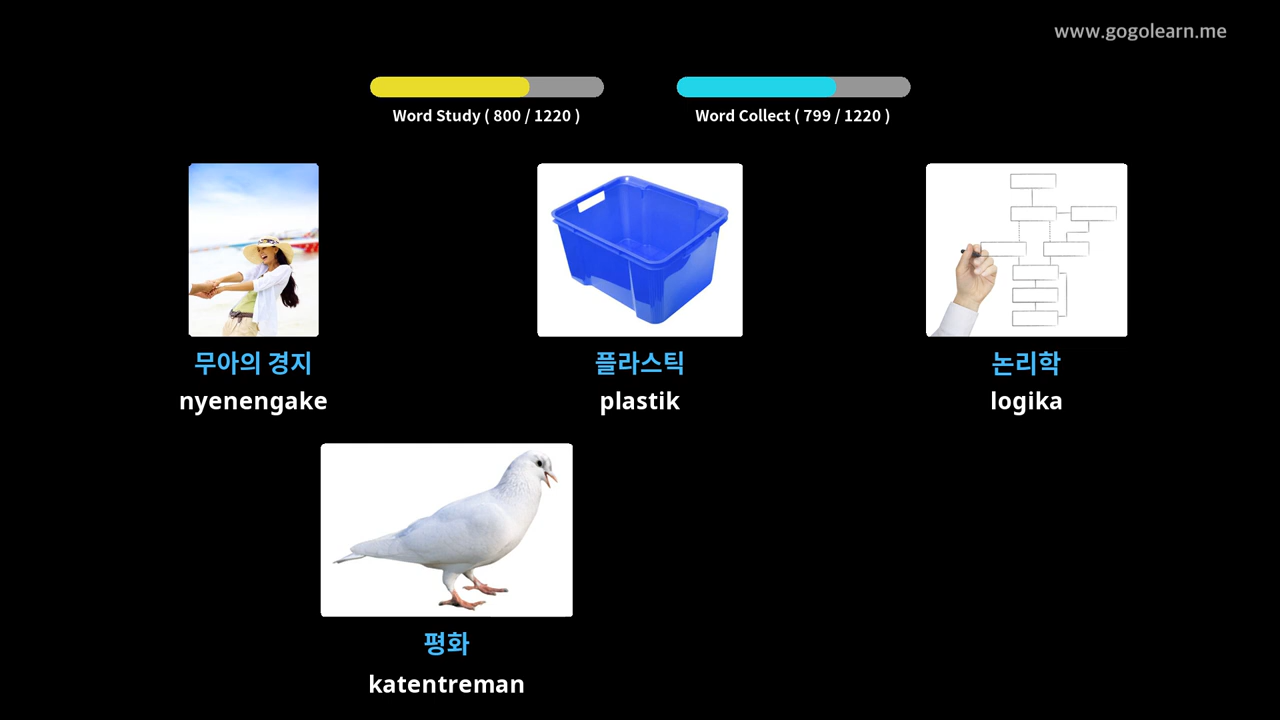 www.gogolearn.me
Word Study ( 800 / 1220 )
Word Collect ( 799 / 1220 )
무아의 경지
nyenengake
플라스틱
plastik
논리학
logika
평화
katentreman